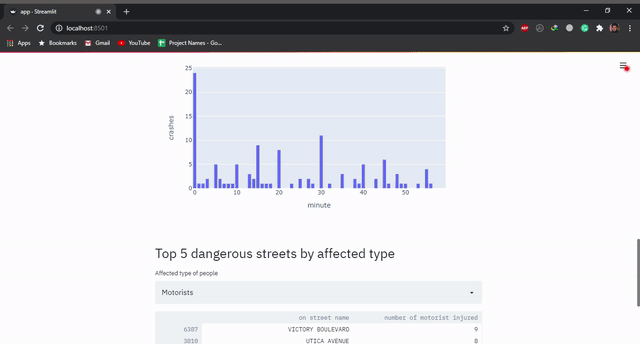 app · Streamlit
localhost:8501
Apps
Bookmarks
Gmail
YouTube
Project Names - Go...
25
20
15
10
5
0
crashes
0 10 20 30 40 50
minute
Top 5 dangerous streets by affected type
Affected type of people
Motorists
on street name number of motorist injured
6307 VICTORY BOULEVARD 9
3810 UTICA AVENUE 8